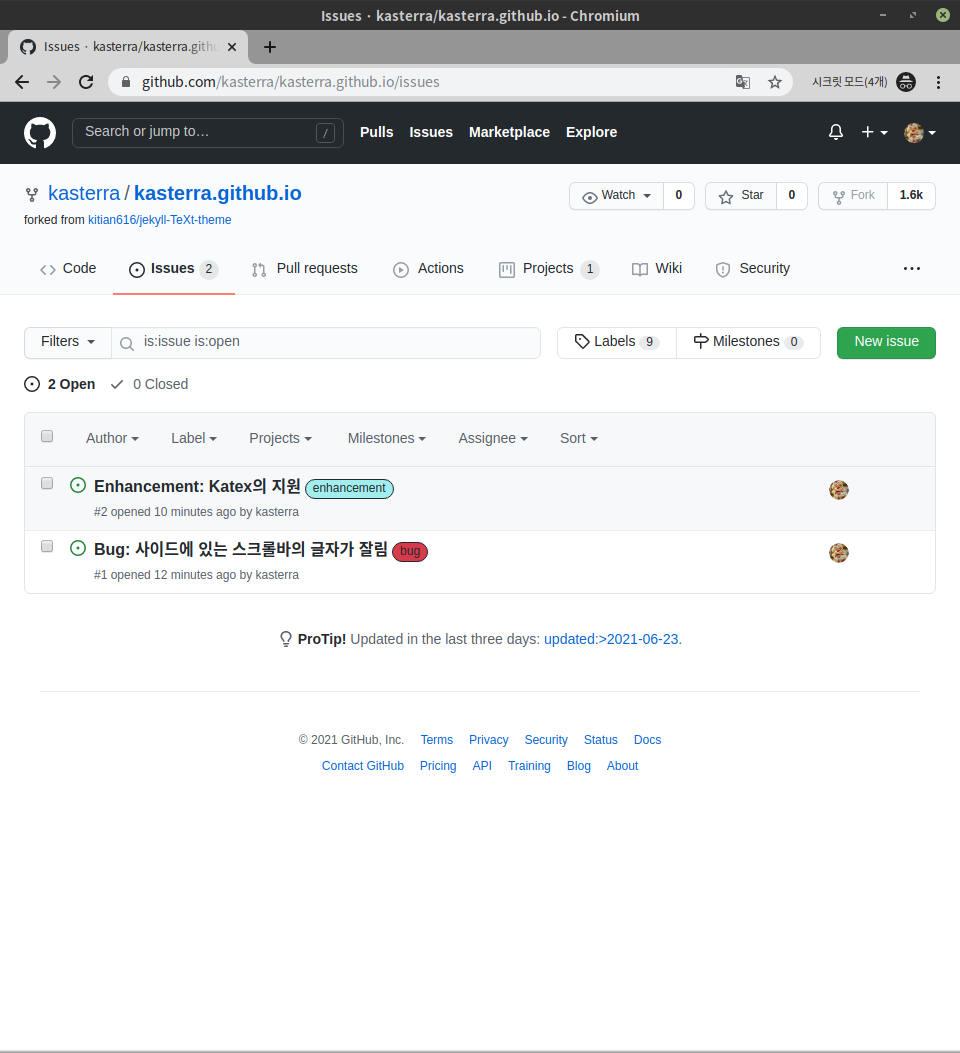 Issues · kasterra/kasterra.github.io - Chromium
Issues · kasterra/kasterra.githu
github.com/kasterra/kasterra.github.io/issues
시크릿 모드(4개)
Search or jump to…
/
Pulls Issues Marketplace Explore
kasterra / kasterra.github.io
Watch 0 Star 0 Fork 1.6k
forked from kitian616/jekyll-TeXt-theme
Code Issues 2 Pull requests Actions Projects 1 Wiki Security
Filters is:issue is:open Labels 9 Milestones 0 New issue
2 Open 0 Closed
Author Label Projects Milestones Assignee Sort
Enhancement: Katex의 지원 enhancement
#2 opened 10 minutes ago by kasterra
Bug: 사이드에 있는 스크롤바의 글자가 잘림 bug
#1 opened 12 minutes ago by kasterra
ProTip! Updated in the last three days: updated:>2021-06-23.
© 2021 GitHub, Inc. Terms Privacy Security Status Docs
Contact GitHub Pricing API Training Blog About